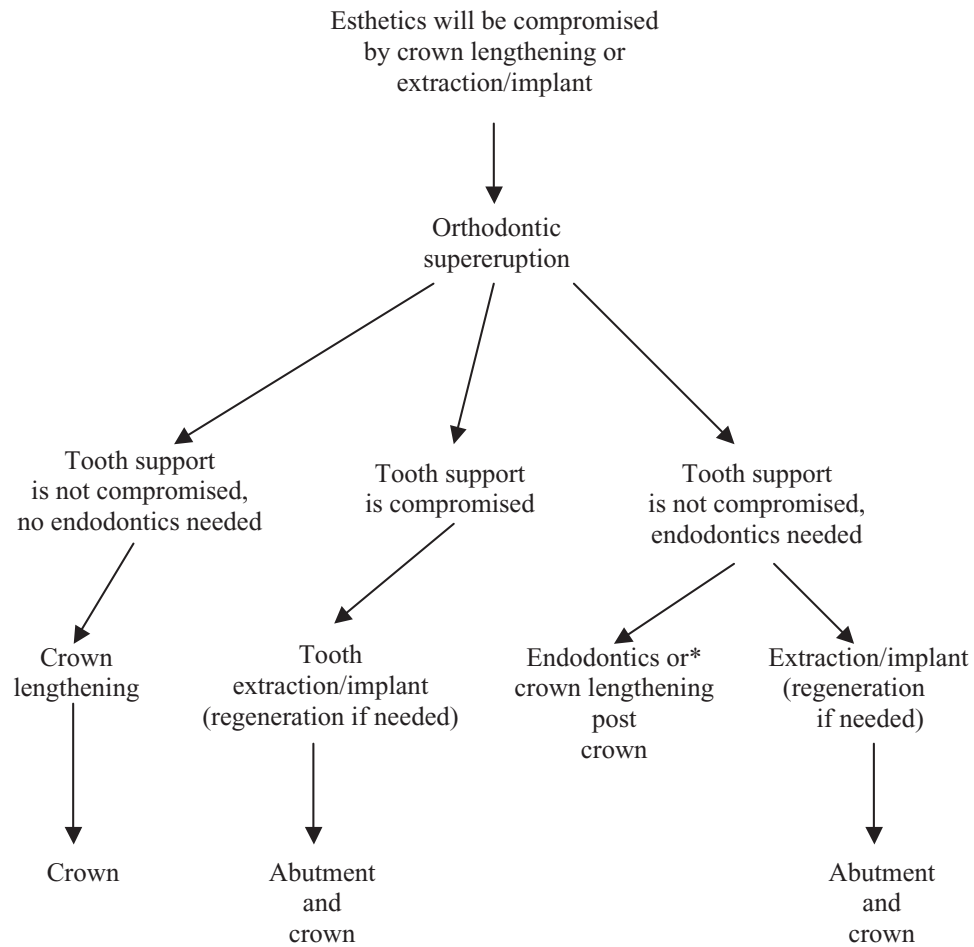 Esthetics will be compromised
by crown lengthening or
extraction/implant
Orthodontic
supereruption
Tooth support
is not compromised,
no endodontics needed
Tooth support
is compromised
Tooth support
is not compromised,
endodontics needed
Crown
lengthening
Tooth
extraction/implant
(regeneration if needed)
Endodontics or*
crown lengthening
post
crown
Extraction/implant
(regeneration
if needed)
Crown
Abutment
and
crown
Abutment
and
crown